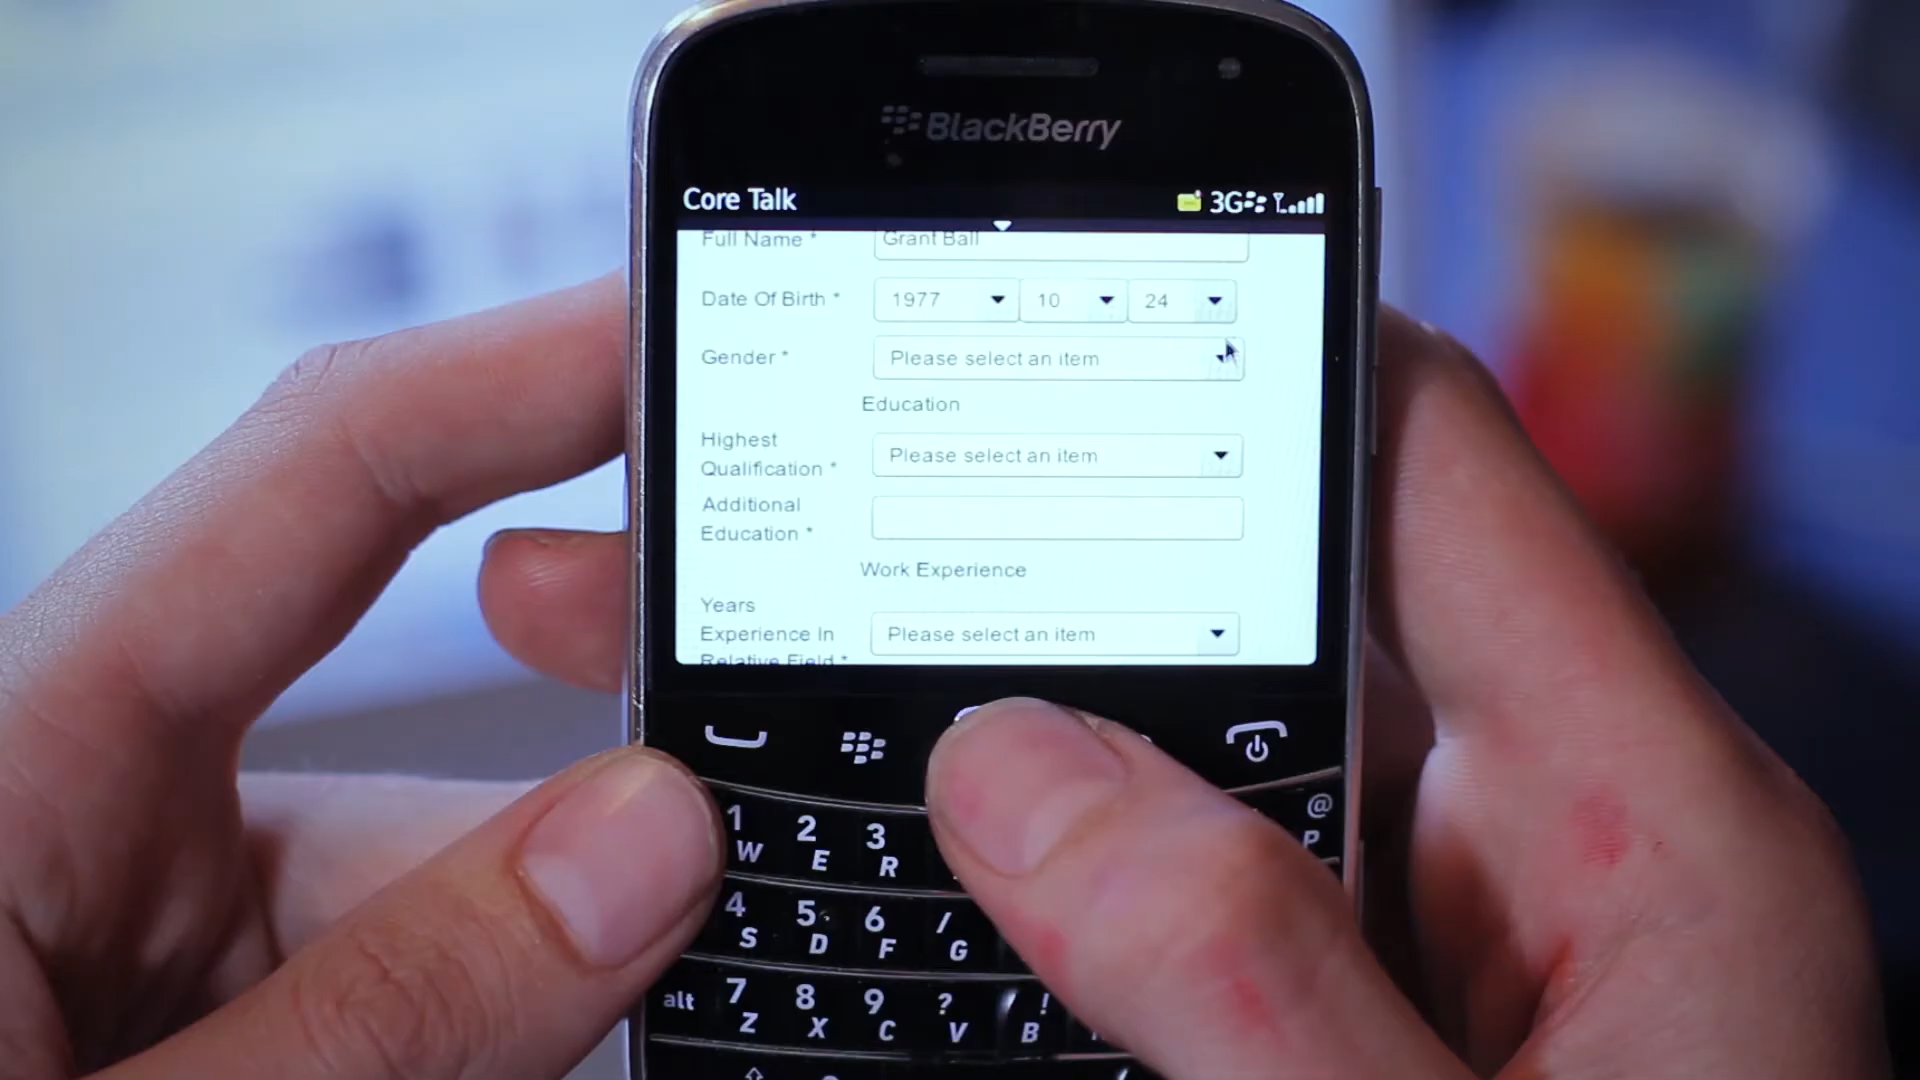 BlackBerry
Core Talk 3G
Full Name * Grant Ball
Date Of Birth * 1977 10 24
Gender * Please select an item
Education
Highest
Qualification * Please select an item
Additional
Education *
Work Experience
Years
Experience In Please select an item
Relative Field *
1 2 3 @
W E R P
4 5 6 /
S D F G
alt 7 8 9 ? !
Z X C V B